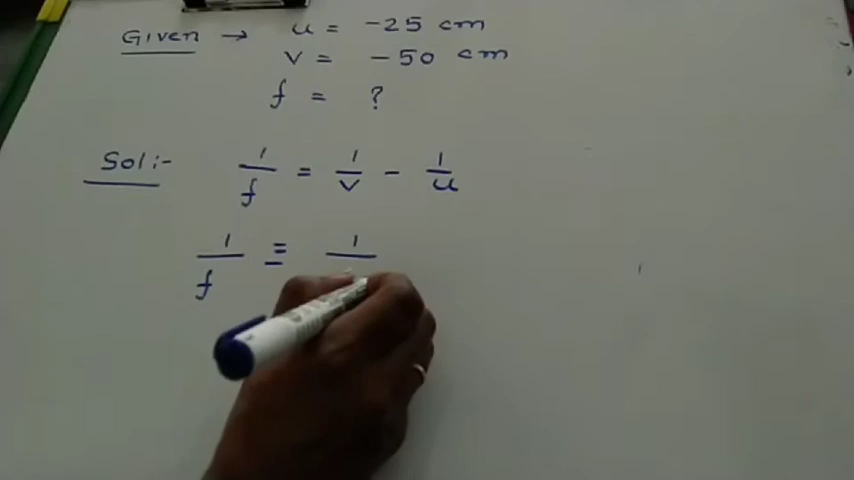 Given → u = -25 cm
v = -50 cm
f = ?
Sol:- 1/f = 1/v - 1/u
1/f = 1/